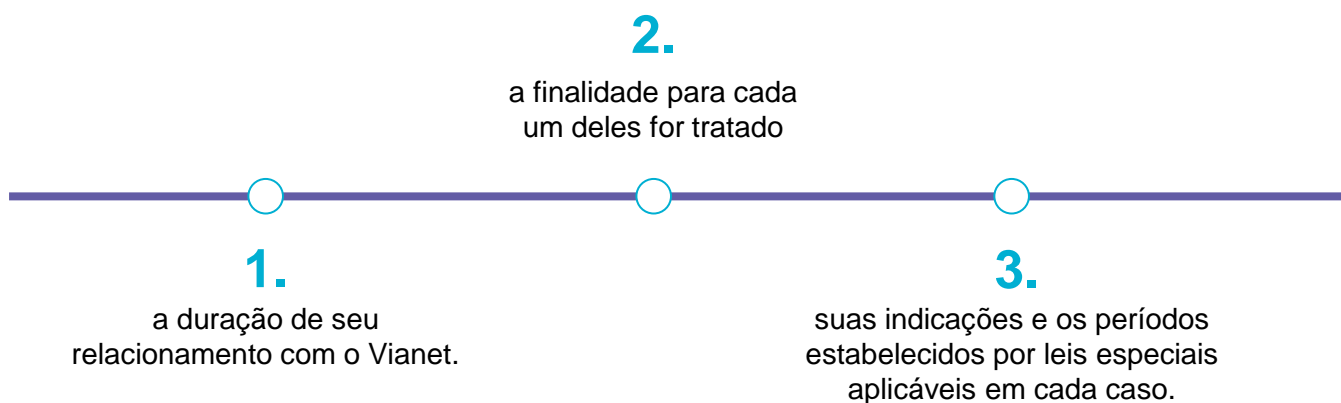 1.
a duração de seu
relacionamento com o Vianet.
2.
a finalidade para cada
um deles for tratado
3.
suas indicações e os períodos
estabelecidos por leis especiais
aplicáveis em cada caso.